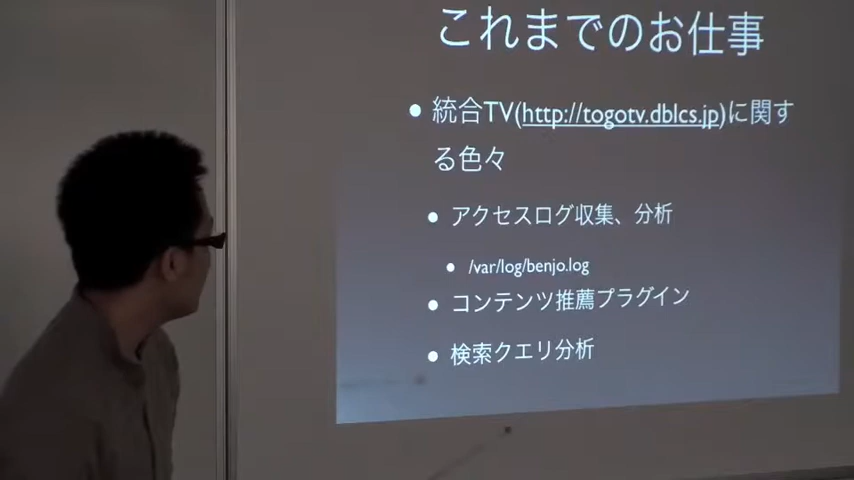 これまでのお仕事
• 統合TV(http://togotv.dblcs.jp)に関す
る色々
• アクセスログ収集、分析
• /var/log/benjo.log
• コンテンツ推薦プラグイン
• 検索クエリ分析